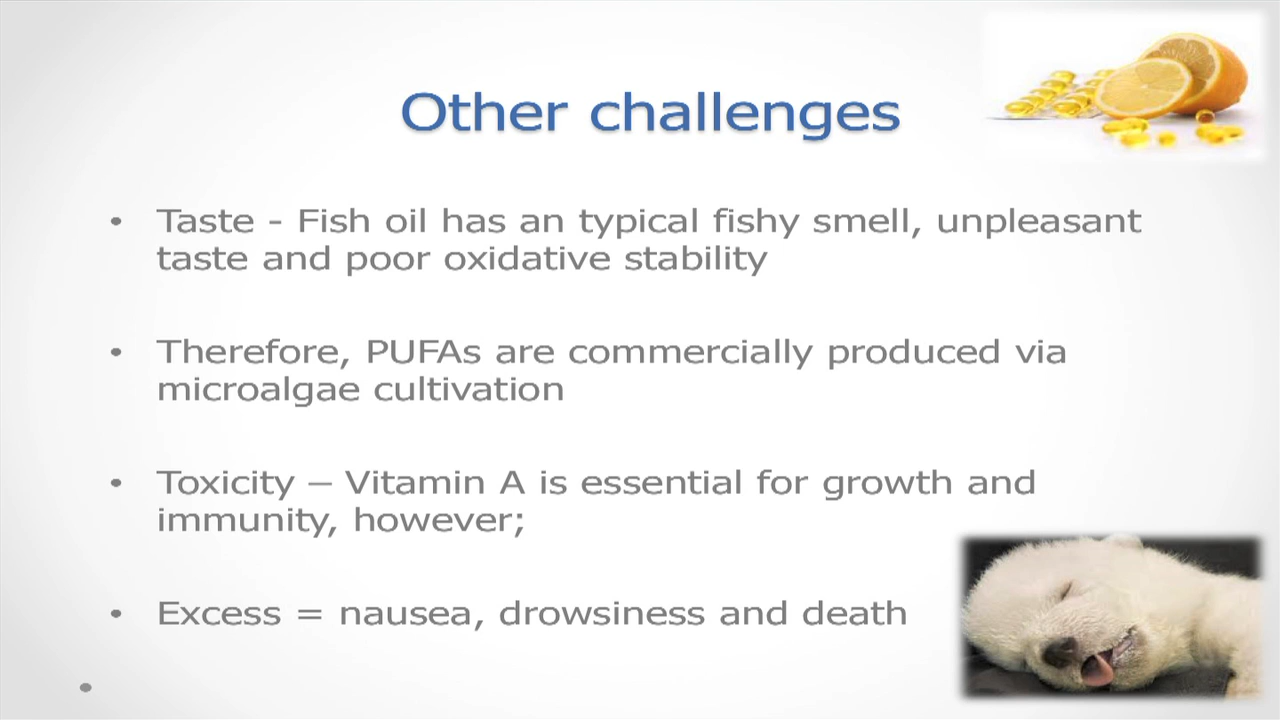 Other challenges
• Taste - Fish oil has an typical fishy smell, unpleasant
taste and poor oxidative stability
• Therefore, PUFAs are commercially produced via
microalgae cultivation
• Toxicity – Vitamin A is essential for growth and
immunity, however;
• Excess = nausea, drowsiness and death